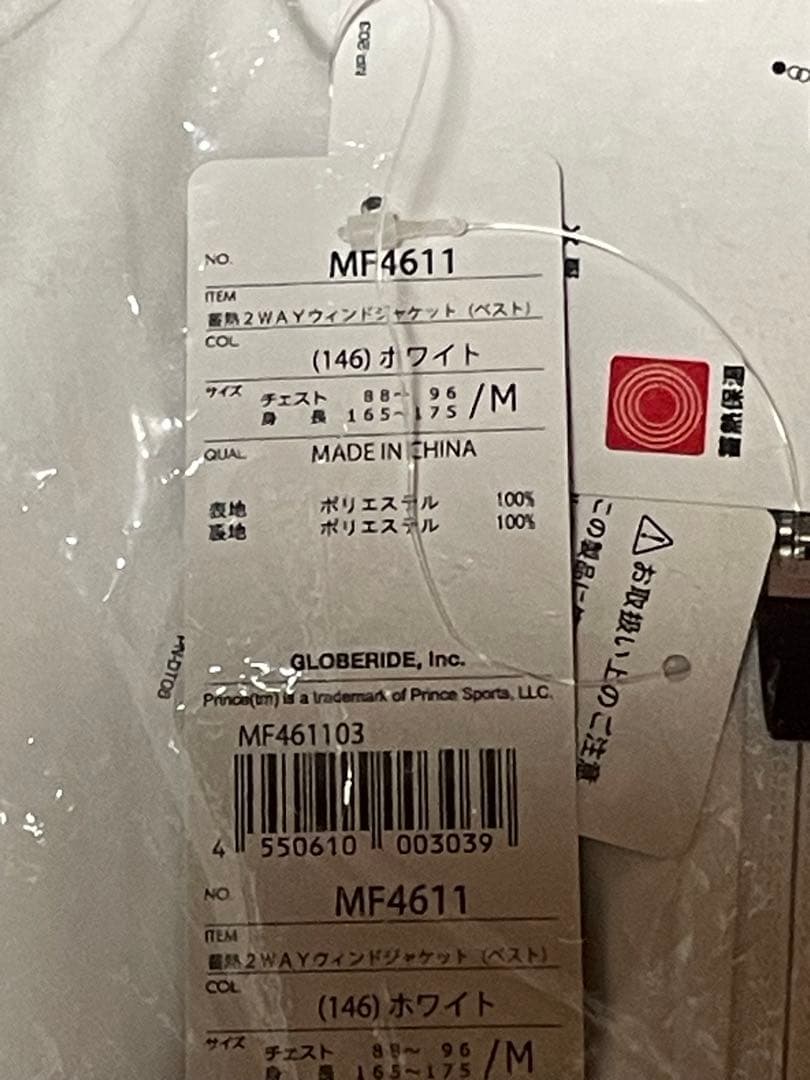 NO.
MF4611
ITEM
蓄熱2WAYウィンドジャケット(ベスト)
COL
(146)ホワイト
サイズ
チェスト 88~ 96
身 長 165~175
/M
QUAL
MADE IN CHINA
表地 ポリエステル 100%
裏地 ポリエステル 100%
GLOBERIDE, Inc.
Prince(tm) is a trademark of Prince Sports, LLC.
MF461103
4 550610 003039
NO.
MF4611
ITEM
蓄熱2WAYウィンドジャケット(ベスト)
COL
(146)ホワイト
サイズ
チェスト 88~ 96
身 長 165~175
/M
蓄熱保温
お取扱い上のご注意
この製品に